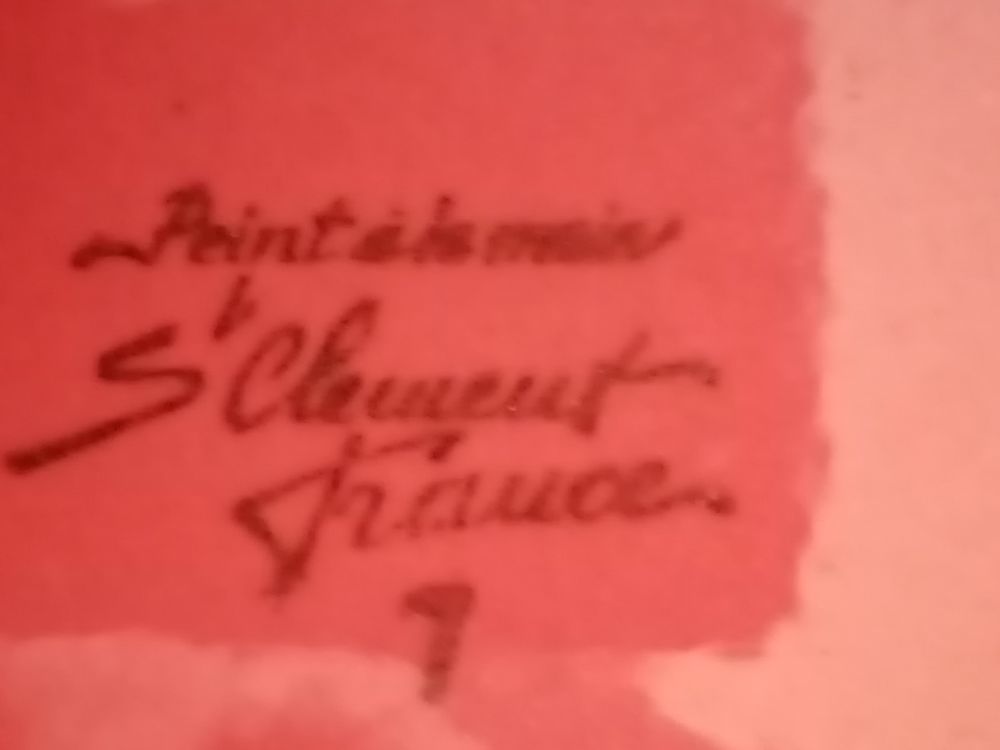 Peint à la main
St Clement
France
7